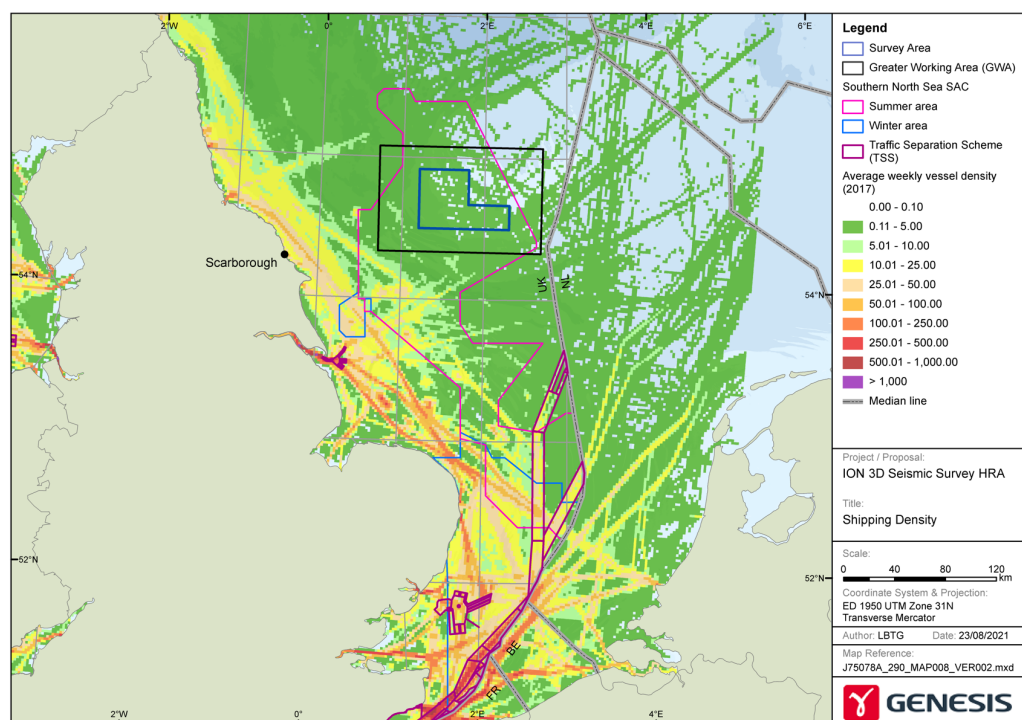 2°W 0° 2°E 4°E 6°E
Scarborough
UK NL
54°N 54°N
52°N 52°N
BE
FR
2°W 0° 2°E 4°E
Legend
Survey Area
Greater Working Area (GWA)
Southern North Sea SAC
Summer area
Winter area
Traffic Separation Scheme
(TSS)
Average weekly vessel density
(2017)
0.00 - 0.10
0.11 - 5.00
5.01 - 10.00
10.01 - 25.00
25.01 - 50.00
50.01 - 100.00
100.01 - 250.00
250.01 - 500.00
500.01 - 1,000.00
> 1,000
Median line
Project / Proposal:
ION 3D Seismic Survey HRA
Title:
Shipping Density
Scale:
0 40 80 120
km
Coordinate System & Projection:
ED 1950 UTM Zone 31N
Transverse Mercator
Author: LBTG Date: 23/08/2021
Map Reference:
J75078A_290_MAP008_VER002.mxd
GENESIS